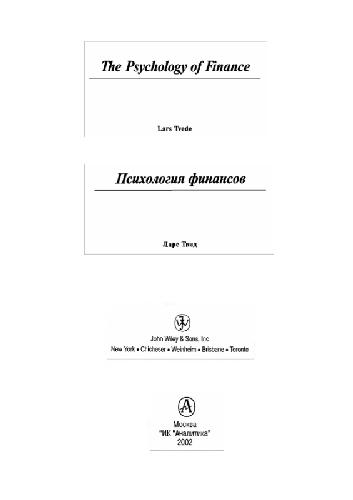 The Psychology of Finance
Lars Tvede
Психология финансов
Ларс Твид
John Wiley & Sons, Inc
New York • Chichester • Weinheim • Brisbane • Toronto
Москва
"ИК "Аналитика"
2002